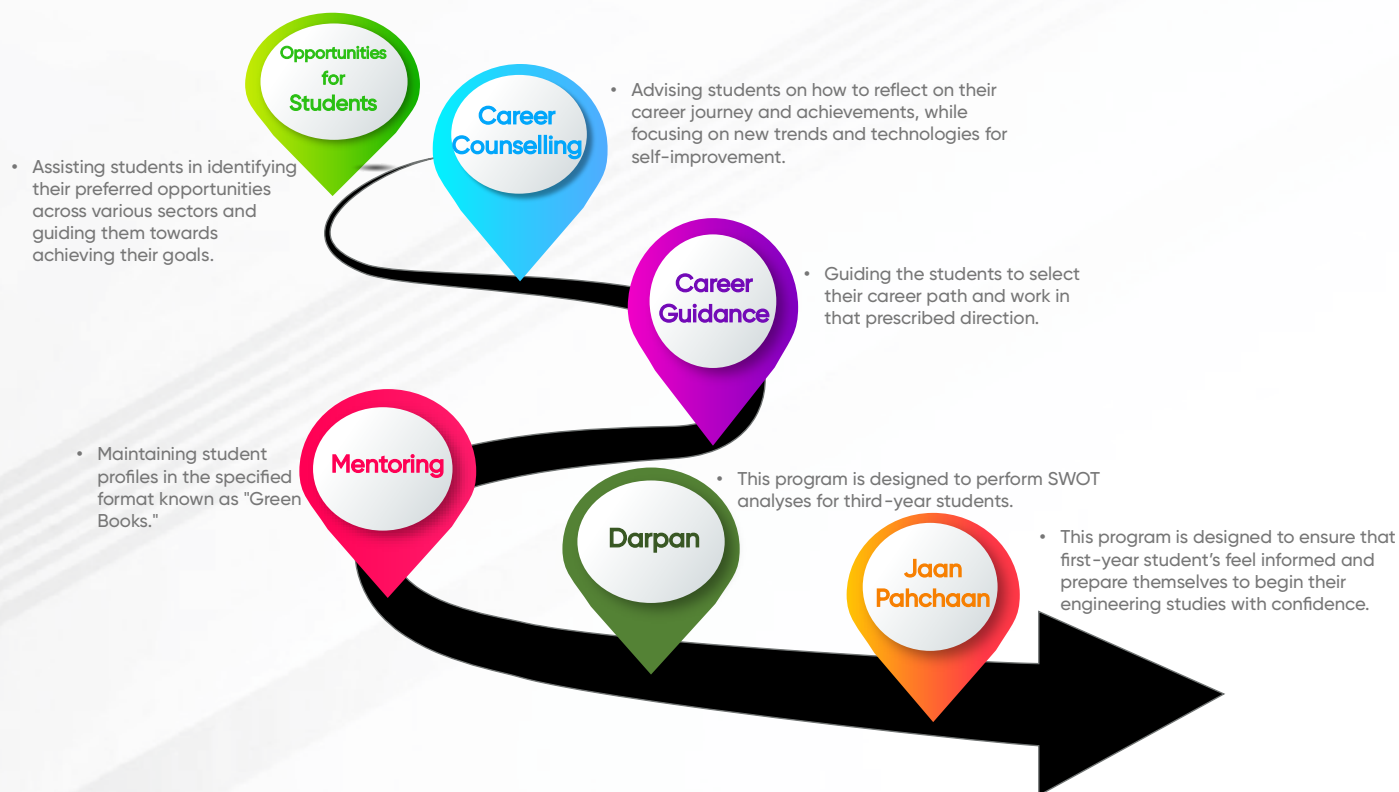 Opportunities
for
Students
• Assisting students in identifying
their preferred opportunities
across various sectors and
guiding them towards
achieving their goals.
Career
Counselling
• Advising students on how to reflect on their
career journey and achievements, while
focusing on new trends and technologies for
self-improvement.
Career
Guidance
• Guiding the students to select
their career path and work in
that prescribed direction.
Mentoring
• Maintaining student
profiles in the specified
format known as "Green
Books."
Darpan
• This program is designed to perform SWOT
analyses for third-year students.
Jaan
Pahchaan
• This program is designed to ensure that
first-year student’s feel informed and
prepare themselves to begin their
engineering studies with confidence.